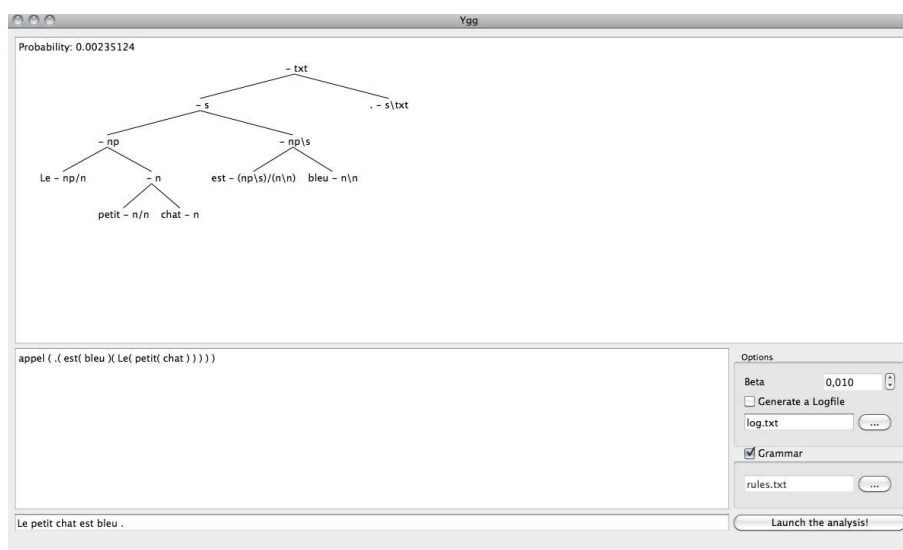 Ygg
Probability: 0.00235124
- txt
- s
. - s\txt
- np
- np\s
Le - np/n
- n
est - (np\s)/(n\n)
bleu - n\n
petit - n/n
chat - n
appel ( .( est( bleu )( Le( petit( chat ) ) ) ) )
Options
Beta 0,010
Generate a Logfile
log.txt ...
Grammar
rules.txt ...
Le petit chat est bleu .
Launch the analysis!